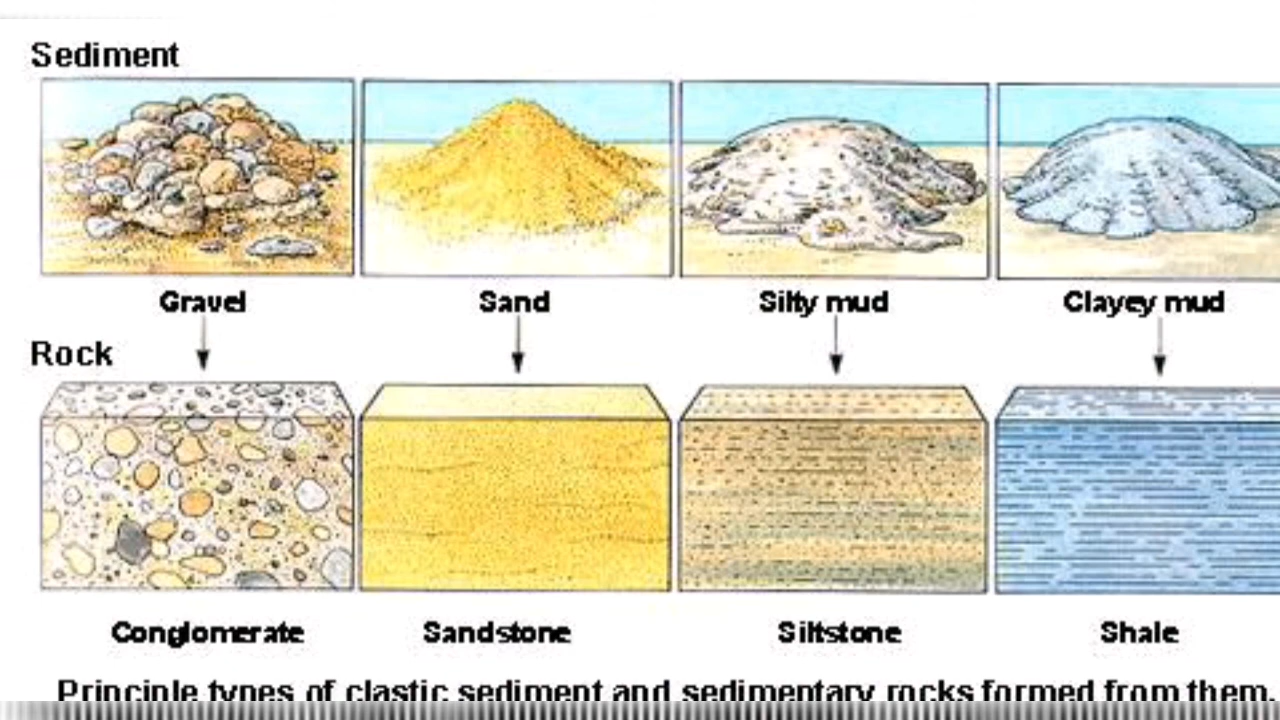 Sediment
Gravel Sand Silty mud Clayey mud
Rock
Conglomerate Sandstone Siltstone Shale
Principle types of clastic sediment and sedimentary rocks formed from them.